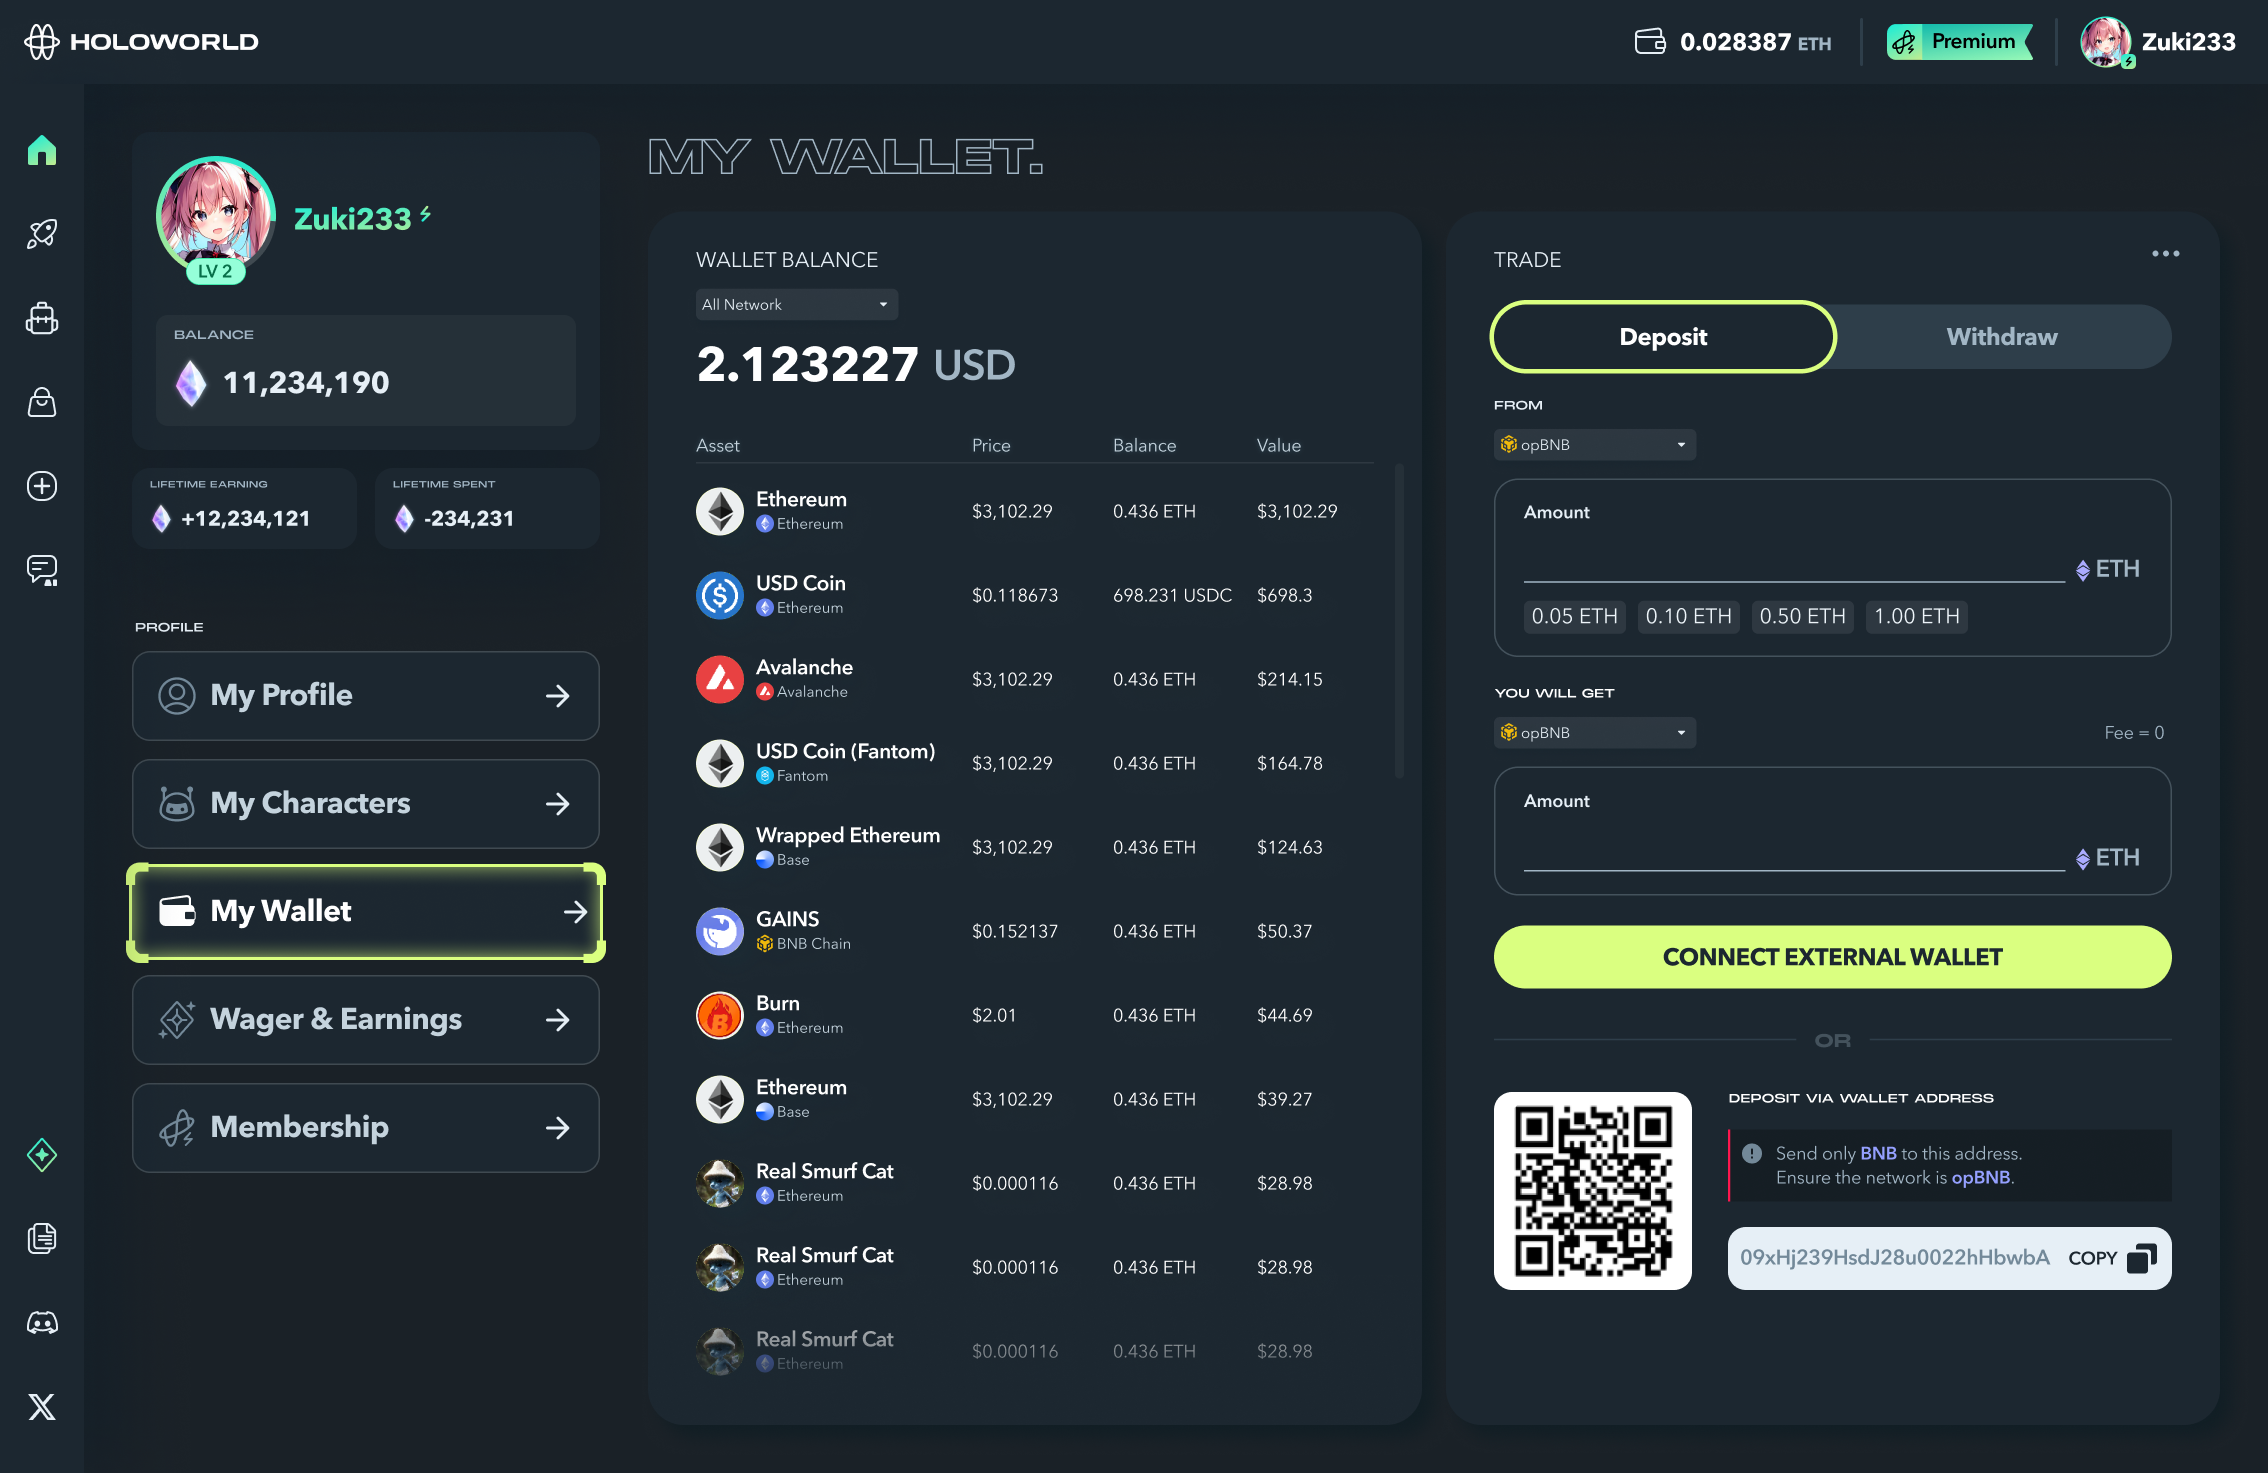 HOLOWORLD
0.028387 ETH
Premium
Zuki233
Zuki233
LV 2
BALANCE
11,234,190
LIFETIME EARNING
+12,234,121
LIFETIME SPENT
-234,231
PROFILE
My Profile
My Characters
My Wallet
Wager & Earnings
Membership
MY WALLET.
WALLET BALANCE
All Network
2.123227 USD
Asset Price Balance Value
Ethereum
Ethereum
$3,102.29 0.436 ETH $3,102.29
USD Coin
Ethereum
$0.118673 698.231 USDC $698.3
Avalanche
Avalanche
$3,102.29 0.436 ETH $214.15
USD Coin (Fantom)
Fantom
$3,102.29 0.436 ETH $164.78
Wrapped Ethereum
Base
$3,102.29 0.436 ETH $124.63
GAINS
BNB Chain
$0.152137 0.436 ETH $50.37
Burn
Ethereum
$2.01 0.436 ETH $44.69
Ethereum
Base
$3,102.29 0.436 ETH $39.27
Real Smurf Cat
Ethereum
$0.000116 0.436 ETH $28.98
Real Smurf Cat
Ethereum
$0.000116 0.436 ETH $28.98
Real Smurf Cat
Ethereum
$0.000116 0.436 ETH $28.98
TRADE
Deposit Withdraw
FROM
opBNB
Amount
ETH
0.05 ETH 0.10 ETH 0.50 ETH 1.00 ETH
YOU WILL GET
opBNB
Fee = 0
Amount
ETH
CONNECT EXTERNAL WALLET
OR
DEPOSIT VIA WALLET ADDRESS
Send only BNB to this address.
Ensure the network is opBNB.
09xHj239HsdJ28u0022hHbwbA COPY